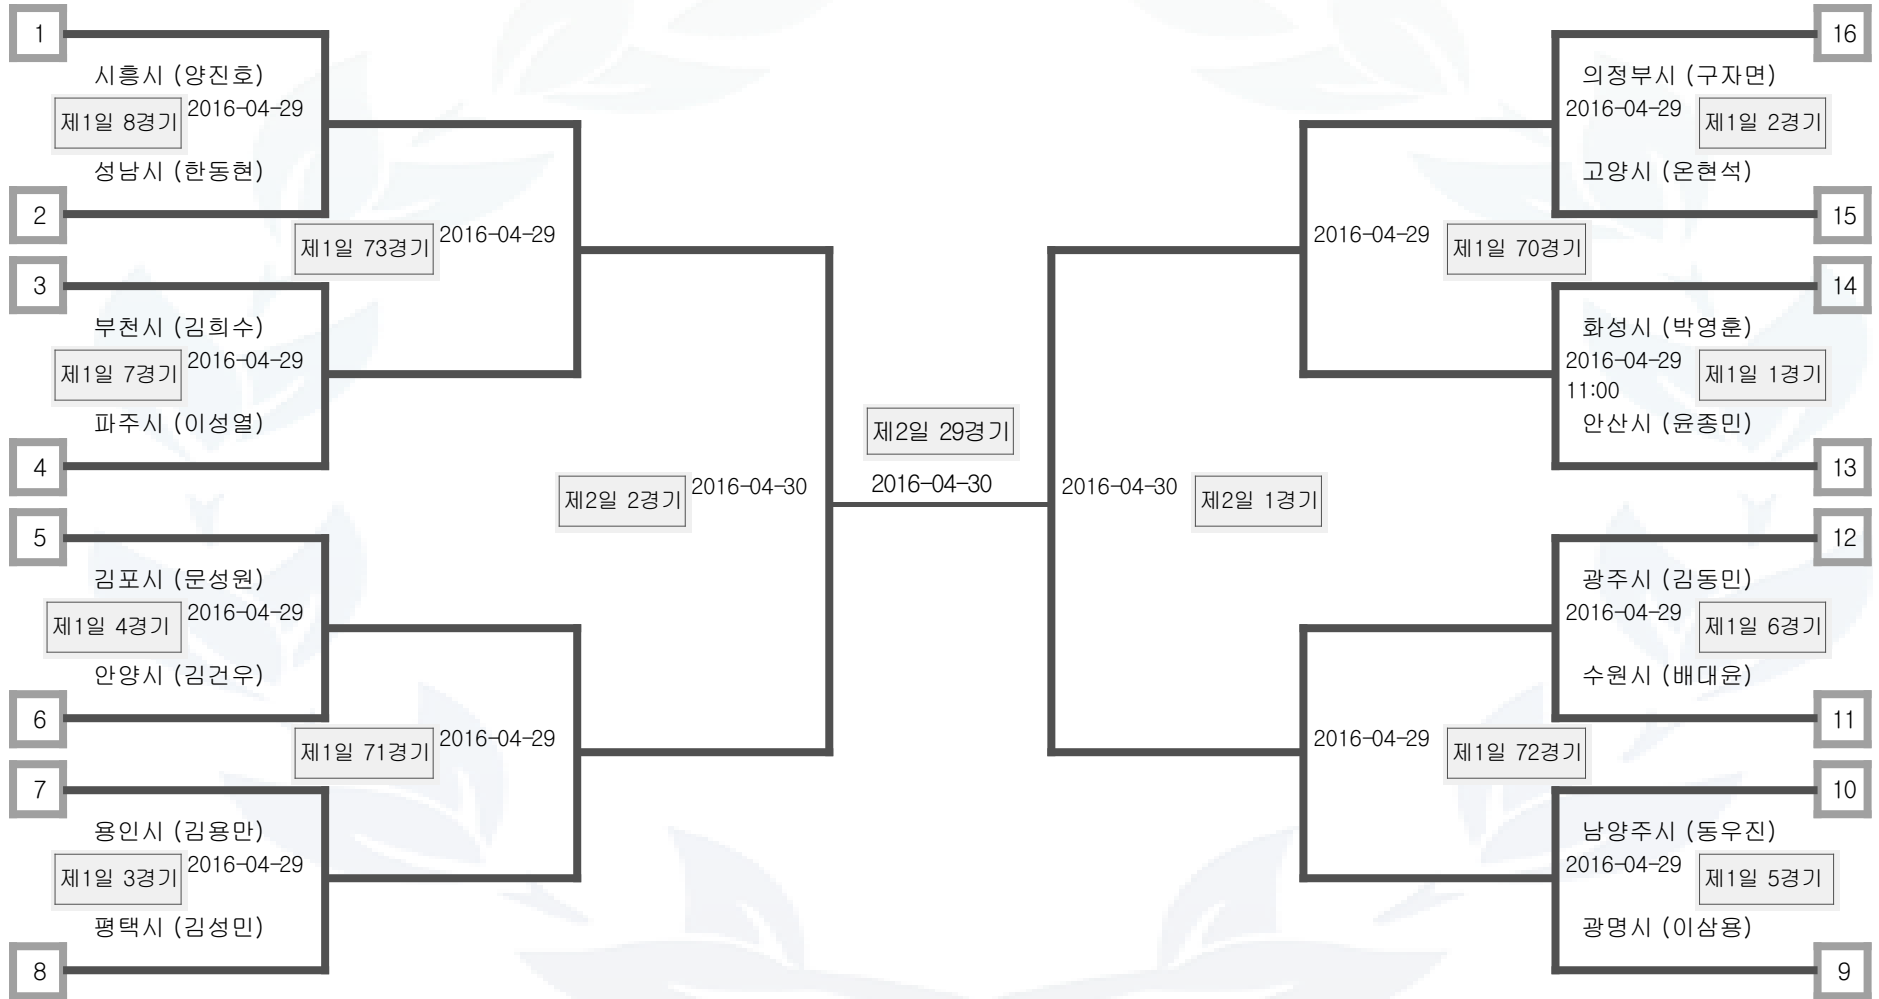 1
시흥시 (양진호)
제1일 8경기 2016-04-29
성남시 (한동현)
2
제1일 73경기 2016-04-29
3
부천시 (김희수)
제1일 7경기 2016-04-29
파주시 (이성열)
4
제2일 2경기 2016-04-30
5
김포시 (문성원)
제1일 4경기 2016-04-29
안양시 (김건우)
6
제1일 71경기 2016-04-29
7
용인시 (김용만)
제1일 3경기 2016-04-29
평택시 (김성민)
8
제2일 29경기
2016-04-30
16
의정부시 (구자면)
2016-04-29 제1일 2경기
고양시 (온현석)
15
2016-04-29 제1일 70경기
14
화성시 (박영훈)
2016-04-29 제1일 1경기
11:00
안산시 (윤종민)
13
2016-04-30 제2일 1경기
12
광주시 (김동민)
2016-04-29 제1일 6경기
수원시 (배대윤)
11
2016-04-29 제1일 72경기
10
남양주시 (동우진)
2016-04-29 제1일 5경기
광명시 (이삼용)
9